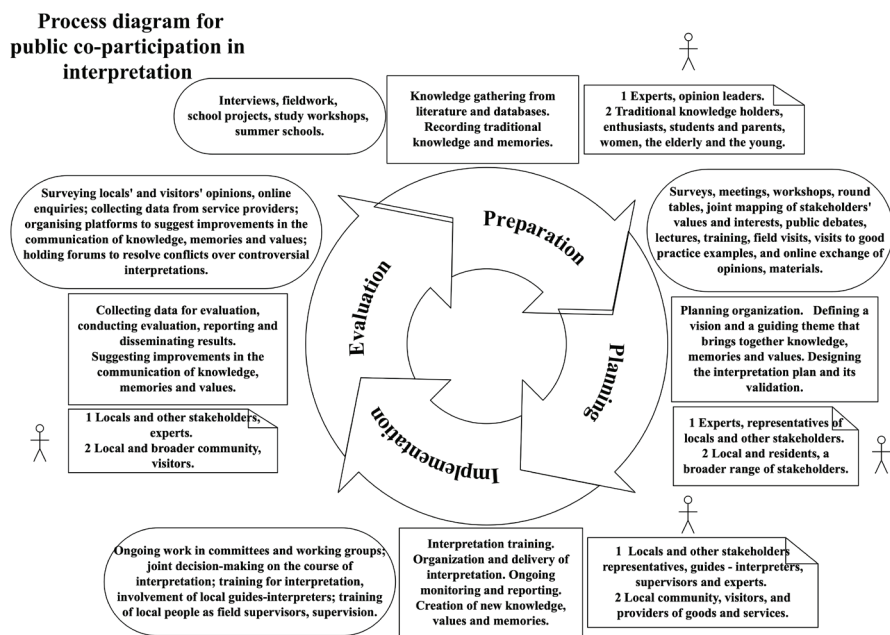 Process diagram for
public co-participation in
interpretation
Interviews, fieldwork,
school projects, study workshops,
summer schools.
Knowledge gathering from
literature and databases.
Recording traditional
knowledge and memories.
1 Experts, opinion leaders.
2 Traditional knowledge holders,
enthusiasts, students and parents,
women, the elderly and the young.
Surveying locals' and visitors' opinions, online
enquiries; collecting data from service providers;
organising platforms to suggest improvements in the
communication of knowledge, memories and values;
holding forums to resolve conflicts over controversial
interpretations.
Preparation
Surveys, meetings, workshops, round
tables, joint mapping of stakeholders'
values and interests, public debates,
lectures, training, field visits, visits to good
practice examples, and online exchange of
opinions, materials.
Collecting data for evaluation,
conducting evaluation, reporting and
disseminating results.
Suggesting improvements in the
communication of knowledge,
memories and values.
Evaluation
Planning
Planning organization. Defining a
vision and a guiding theme that
brings together knowledge,
memories and values. Designing
the interpretation plan and its
validation.
1 Locals and other stakeholders,
experts.
2 Local and broader community,
visitors.
Implementation
1 Experts, representatives of
locals and other stakeholders.
2 Local and residents, a
broader range of stakeholders.
Ongoing work in committees and working groups;
joint decision-making on the course of
interpretation; training for interpretation,
involvement of local guides-interpreters; training
of local people as field supervisors, supervision.
Interpretation training.
Organization and delivery of
interpretation. Ongoing
monitoring and reporting.
Creation of new knowledge,
values and memories.
1 Locals and other stakeholders
representatives, guides - interpreters,
supervisors and experts.
2 Local community, visitors, and
providers of goods and services.